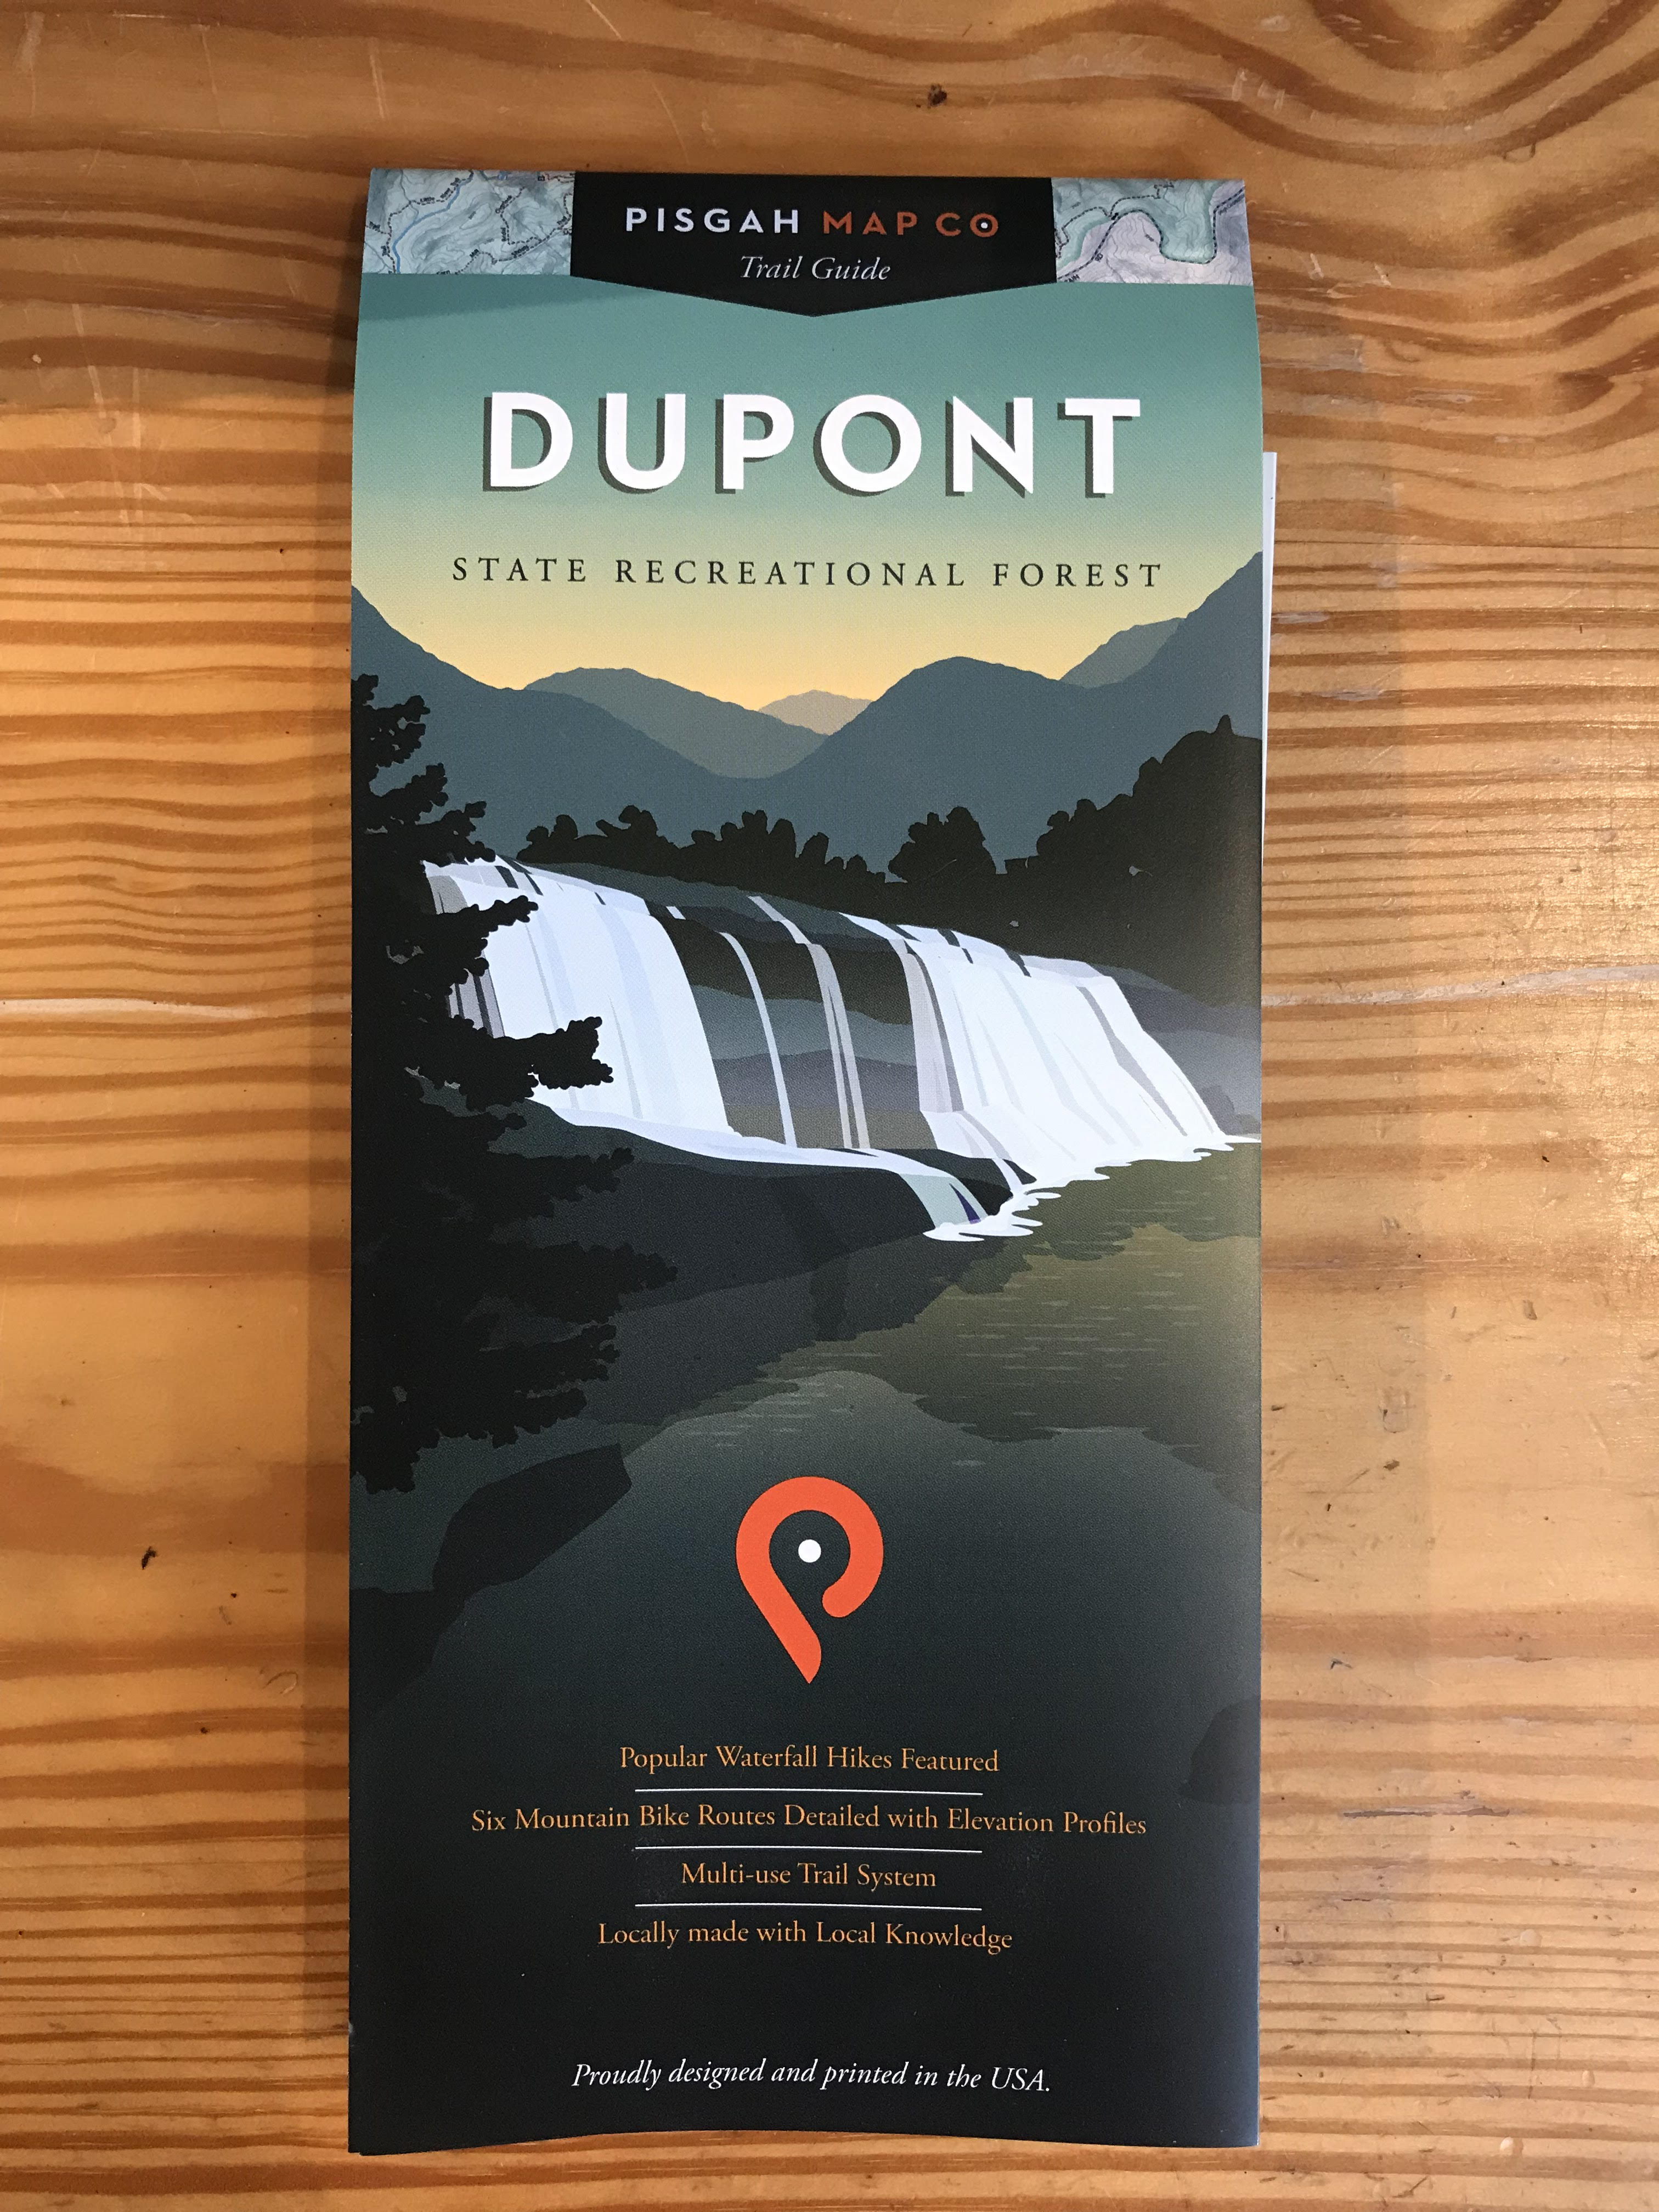 PISGAH MAP CO
Trail Guide
DUPONT
STATE RECREATIONAL FOREST
Popular Waterfall Hikes Featured
Six Mountain Bike Routes Detailed with Elevation Profiles
Multi-use Trail System
Locally made with Local Knowledge
Proudly designed and printed in the USA.